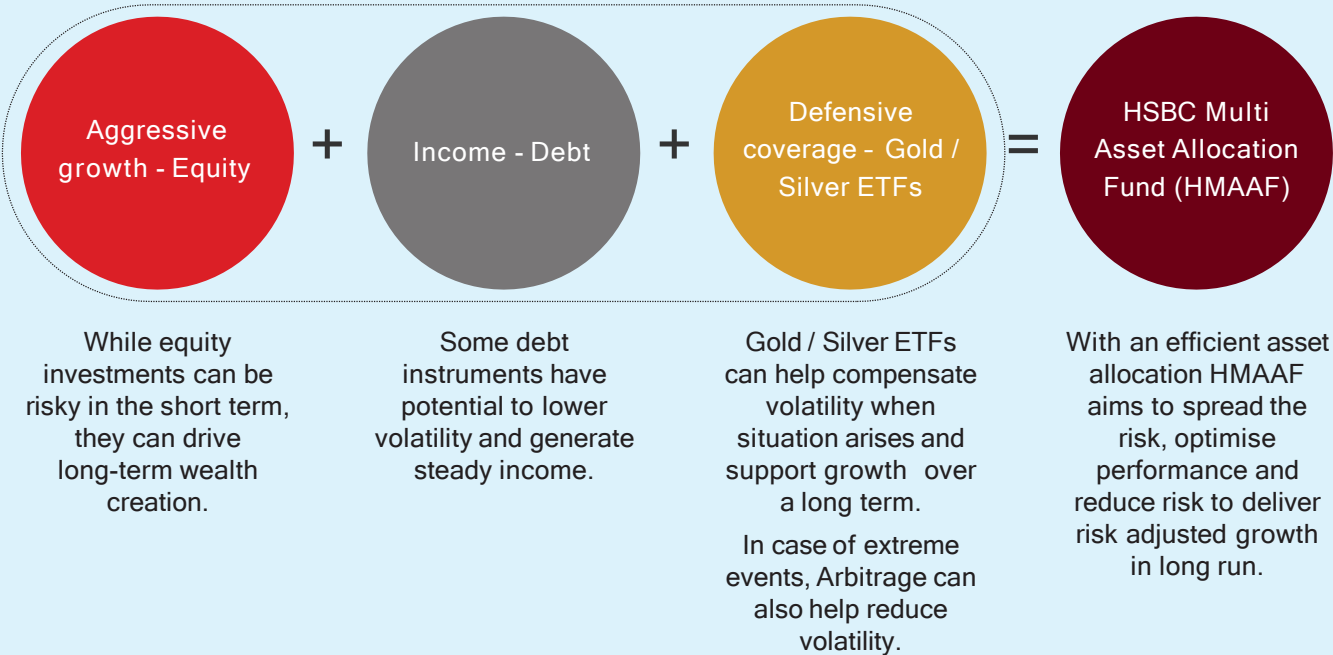 Aggressive
growth - Equity
+
Income - Debt
+
Defensive
coverage - Gold /
Silver ETFs
=
HSBC Multi
Asset Allocation
Fund (HMAAF)
While equity
investments can be
risky in the short term,
they can drive
long-term wealth
creation.
Some debt
instruments have
potential to lower
volatility and generate
steady income.
Gold / Silver ETFs
can help compensate
volatility when
situation arises and
support growth over
a long term.
In case of extreme
events, Arbitrage can
also help reduce
volatility.
With an efficient asset
allocation HMAAF
aims to spread the
risk, optimise
performance and
reduce risk to deliver
risk adjusted growth
in long run.